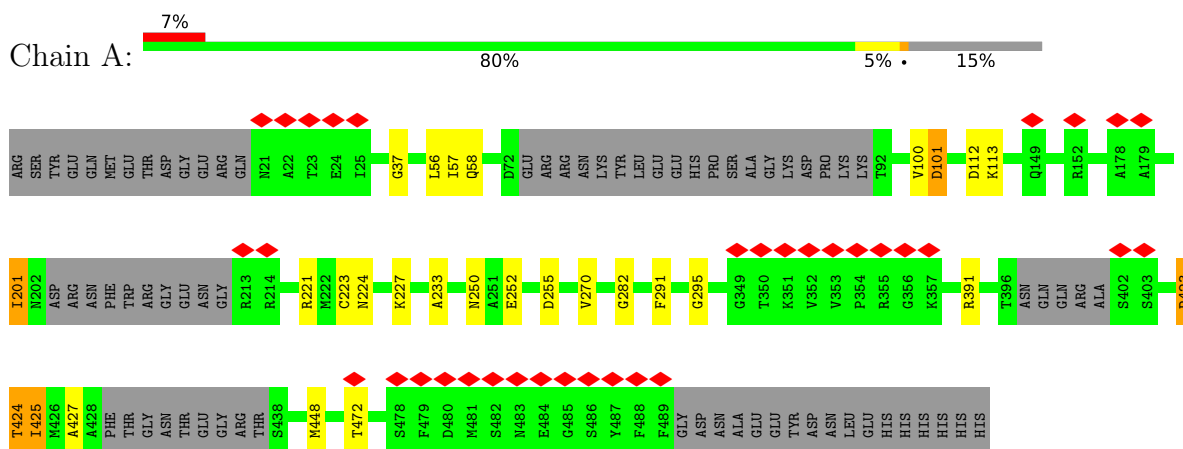 7%
Chain A:
80% 5% • 15%
ARG SER TYR GLU GLN MET GLU THR ASP GLY GLU ARG GLN N21 A22 T23 E24 I25 G37 L56 I57 Q58 D72 GLU ARG ARG ASN LYS TYR LEU GLU GLU HIS PRO SER ALA GLY LYS ASP PRO LYS LYS T92 V100 D101 D112 K113 Q149 R152 A178 A179
I201 N202 ASP ARG ASN PHE TRP ARG GLY GLU ASN GLY R213 R214 R221 M222 C223 N224 K227 A233 N250 A251 E252 D255 V270 G282 F291 G295 G349 T350 K351 V352 V353 P354 R355 G356 K357 R391 T396 ASN GLN GLN ARG ALA S402 S403
T424 I425 M426 A427 A428 PHE THR GLY ASN THR GLU GLY ARG THR S438 M448 T472 S478 F479 D480 M481 S482 N483 E484 G485 S486 Y487 F488 F489 GLY ASP ASN ALA GLU GLU TYR ASP ASN LEU GLU GLU HIS HIS HIS HIS HIS HIS